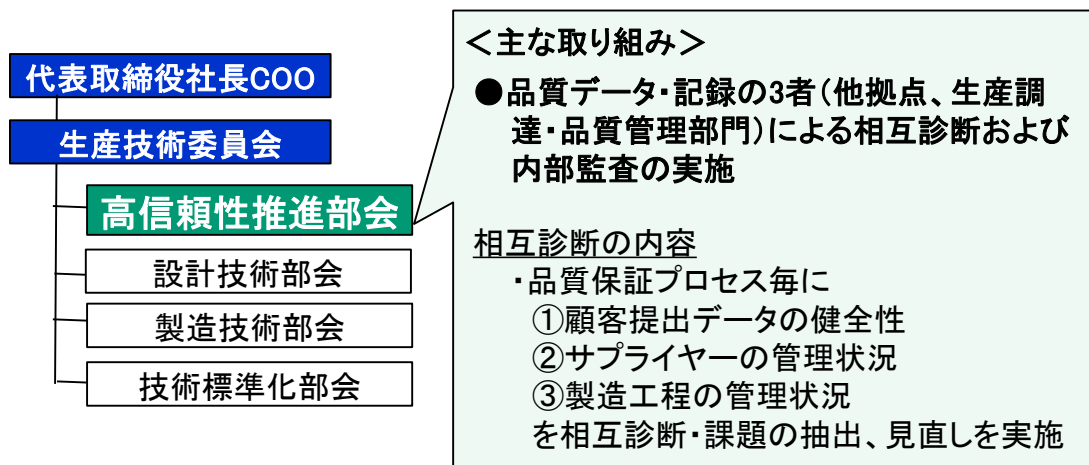 代表取締役社長COO
生産技術委員会
高信頼性推進部会
設計技術部会
製造技術部会
技術標準化部会
＜主な取り組み＞
●品質データ・記録の3者（他拠点、生産調
達・品質管理部門）による相互診断および
内部監査の実施
相互診断の内容
・品質保証プロセス毎に
①顧客提出データの健全性
②サプライヤーの管理状況
③製造工程の管理状況
を相互診断・課題の抽出、見直しを実施